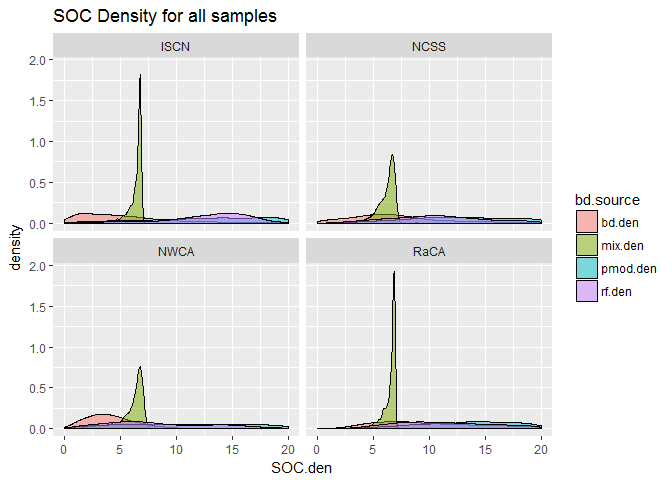 SOC Density for all samples
ISCN
NCSS
2.0
1.5
1.0
0.5
0.0
NWCA
RaCA
2.0
1.5
1.0
0.5
0.0
density
0
5
10
15
20
0
5
10
15
20
SOC.den
bd.source
bd.den
mix.den
pmod.den
rf.den